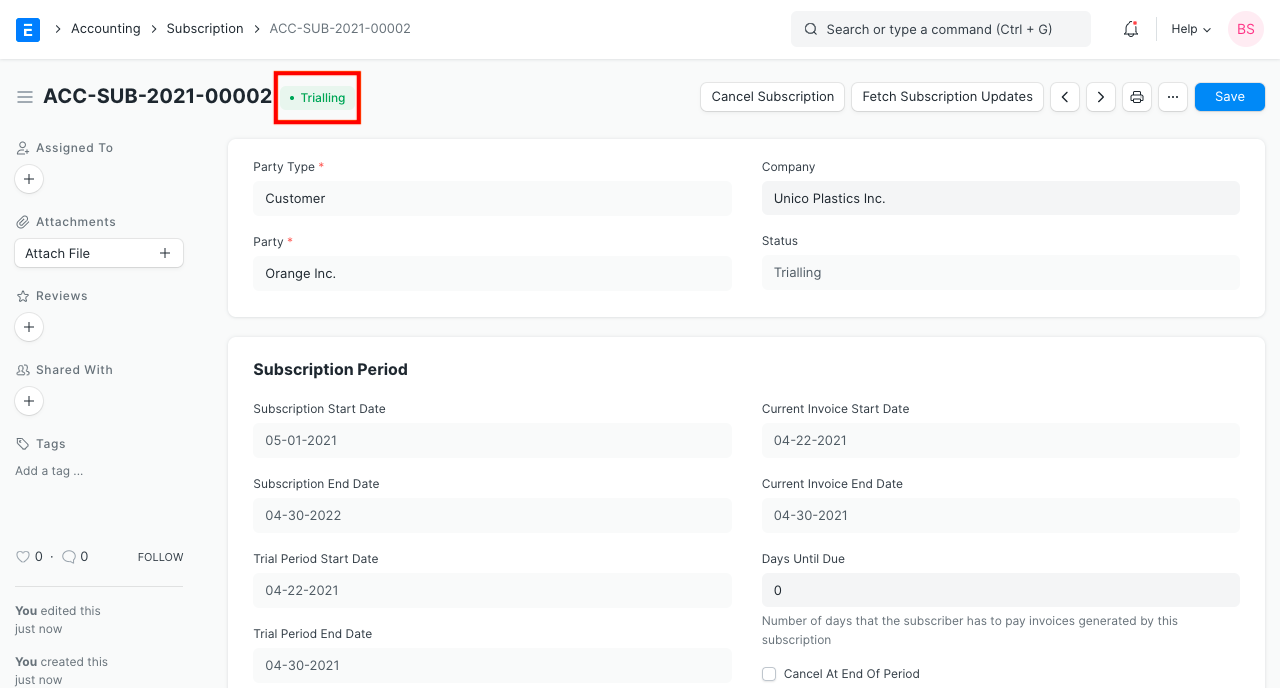 E
Accounting
Subscription
ACC-SUB-2021-00002
Search or type a command (Ctrl + G)
Help
BS
ACC-SUB-2021-00002
Trialling
Cancel Subscription
Fetch Subscription Updates
...
Save
Assigned To
+
Attachments
Attach File +
Reviews
+
Shared With
+
Tags
Add a tag ...
0 · 0 FOLLOW
You edited this
just now
You created this
just now
Party Type *
Customer
Party *
Orange Inc.
Company
Unico Plastics Inc.
Status
Trialling
Subscription Period
Subscription Start Date
05-01-2021
Subscription End Date
04-30-2022
Trial Period Start Date
04-22-2021
Trial Period End Date
04-30-2021
Current Invoice Start Date
04-22-2021
Current Invoice End Date
04-30-2021
Days Until Due
0
Number of days that the subscriber has to pay invoices generated by this
subscription
Cancel At End Of Period